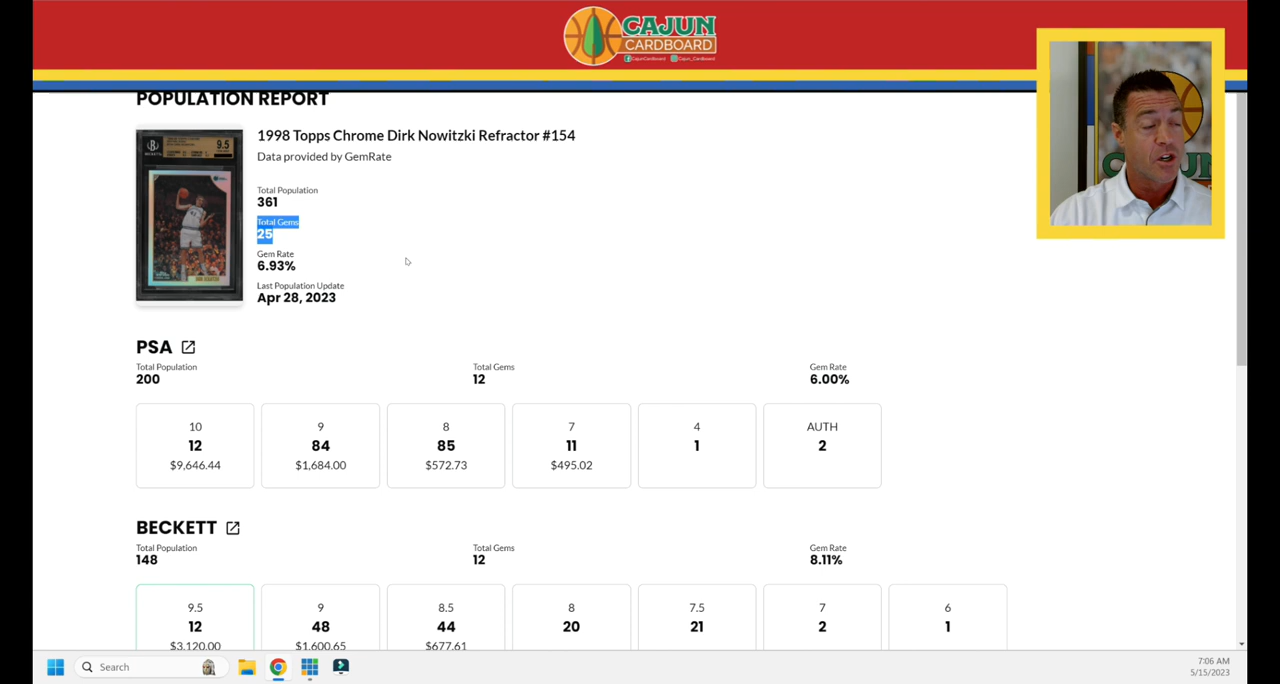 CAJUN
CARDBOARD
CajunCardboard Cajun_Cardboard
POPULATION REPORT
1998 Topps Chrome Dirk Nowitzki Refractor #154
Data provided by GemRate
BECKETT
9.5
Total Population
361
Total Gems
25
Gem Rate
6.93%
Last Population Update
Apr 28, 2023
PSA
Total Population
200
Total Gems
12
Gem Rate
6.00%
10
12
$9,646.44
9
84
$1,684.00
8
85
$572.73
7
11
$495.02
4
1
AUTH
2
BECKETT
Total Population
148
Total Gems
12
Gem Rate
8.11%
9.5
12
$3,120.00
9
48
$1,600.65
8.5
44
$677.61
8
20
7.5
21
7
2
6
1
Search
7:06 AM
5/15/2023